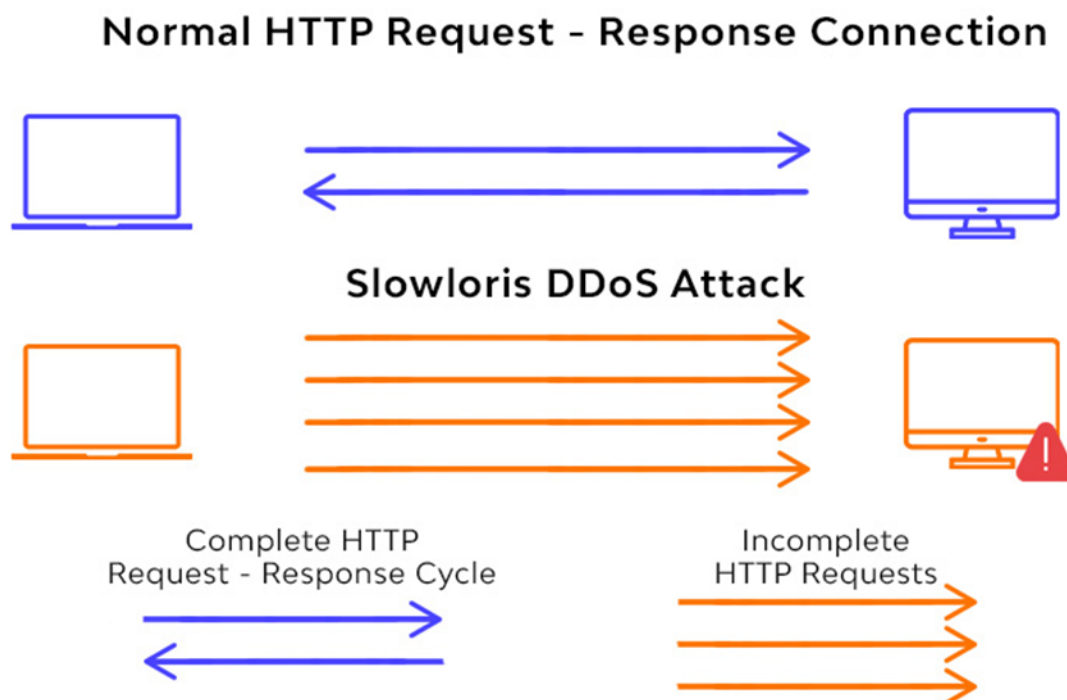 Normal HTTP Request - Response Connection
Slowloris DDoS Attack
!
Complete HTTP
Request - Response Cycle
Incomplete
HTTP Requests